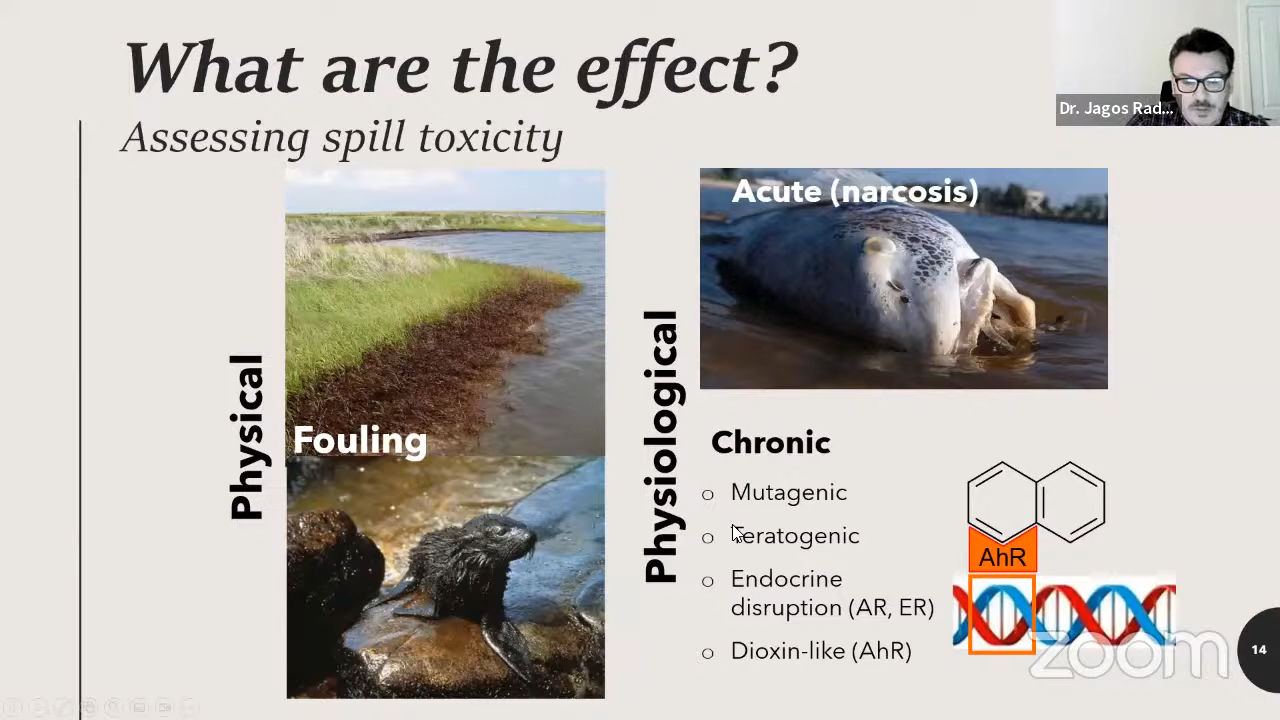 What are the effect?
Assessing spill toxicity
Dr. Jagos Rad...
Physical
Fouling
Physiological
Acute (narcosis)
Chronic
Mutagenic
Teratogenic
Endocrine
disruption (AR, ER)
Dioxin-like (AhR)
AhR
zoom
14